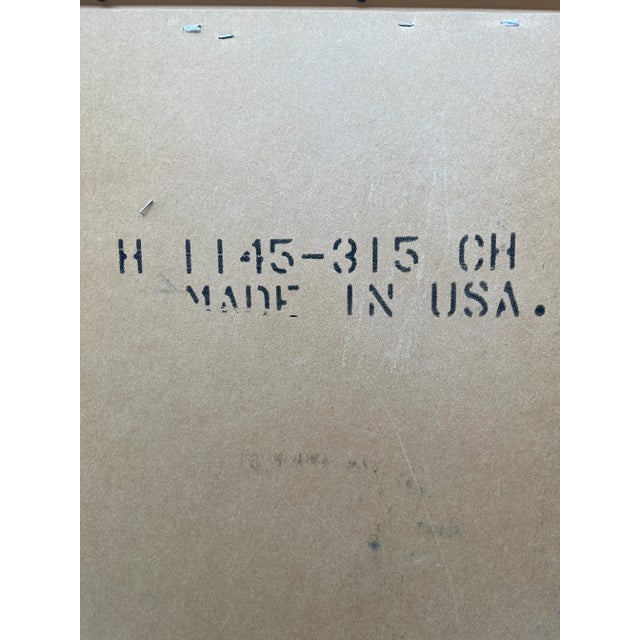 H 1145-315 CH
MADE IN USA.